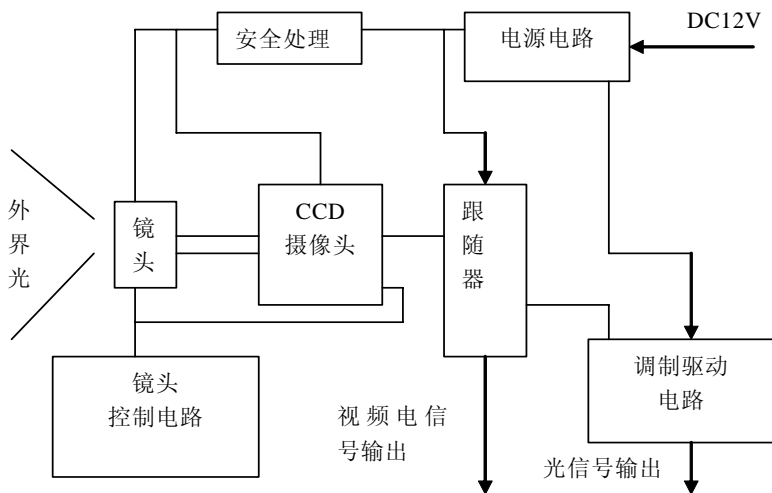 DC12V
安全处理
电源电路
外
界
光
镜
头
CCD
摄像头
跟
随
器
镜头
控制电路
调制驱动
电路
视频电信
号输出
光信号输出